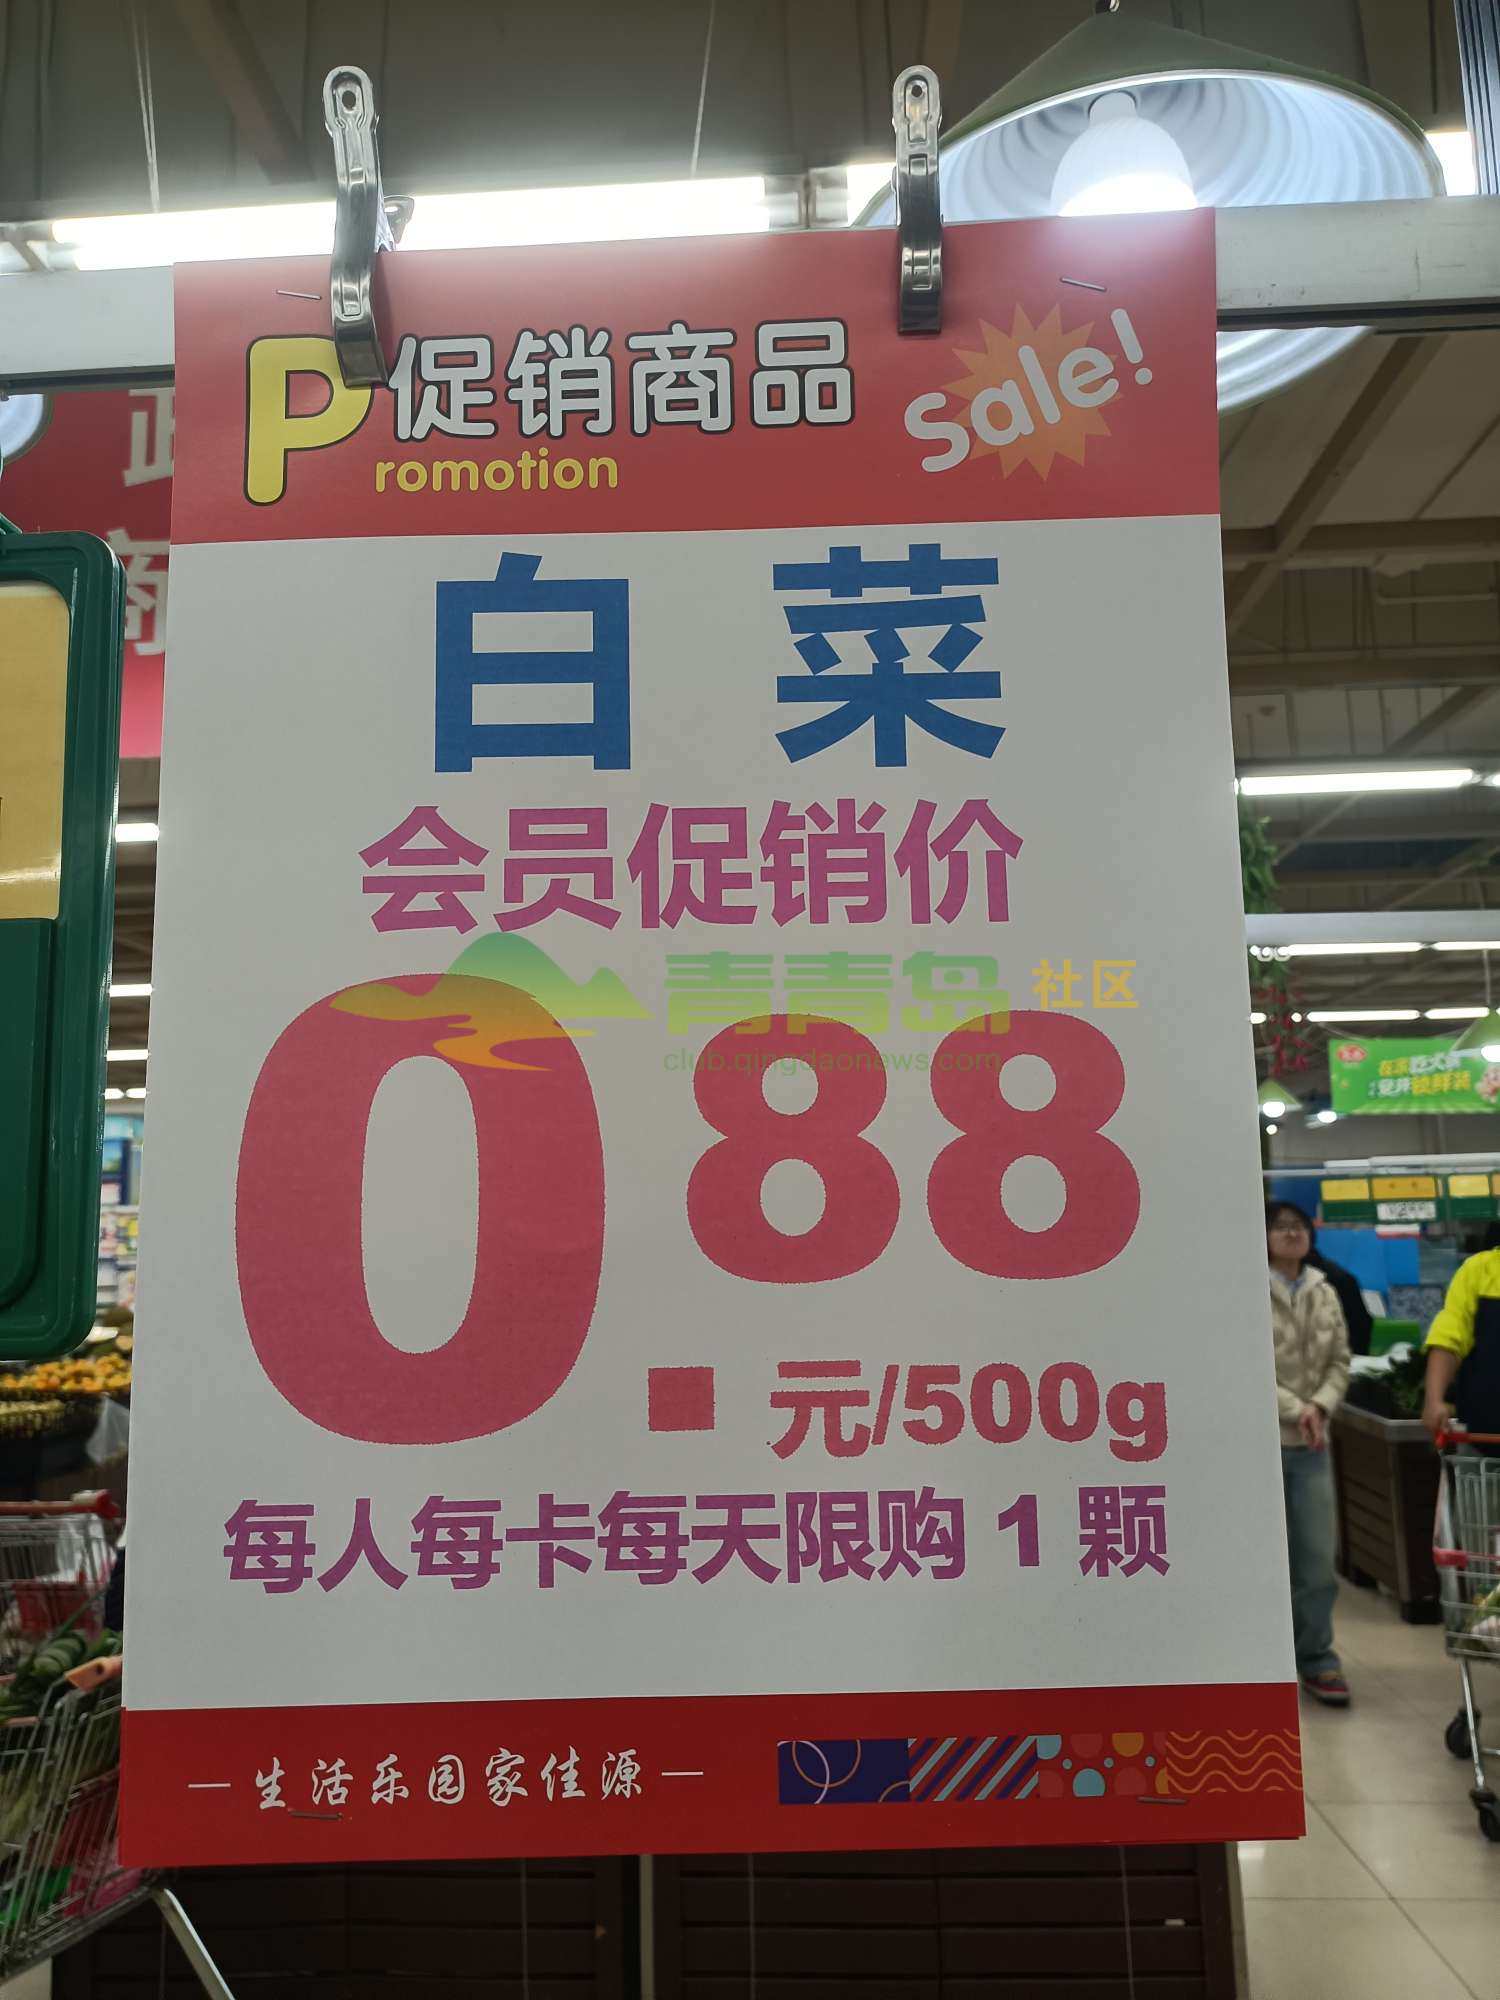 P促销商品
romotion
Sale!
白菜
会员促销价
青青岛社区
club.qingdaonews.com
0.88
元/500g
每人每卡每天限购1颗
—生活乐园家佳源—